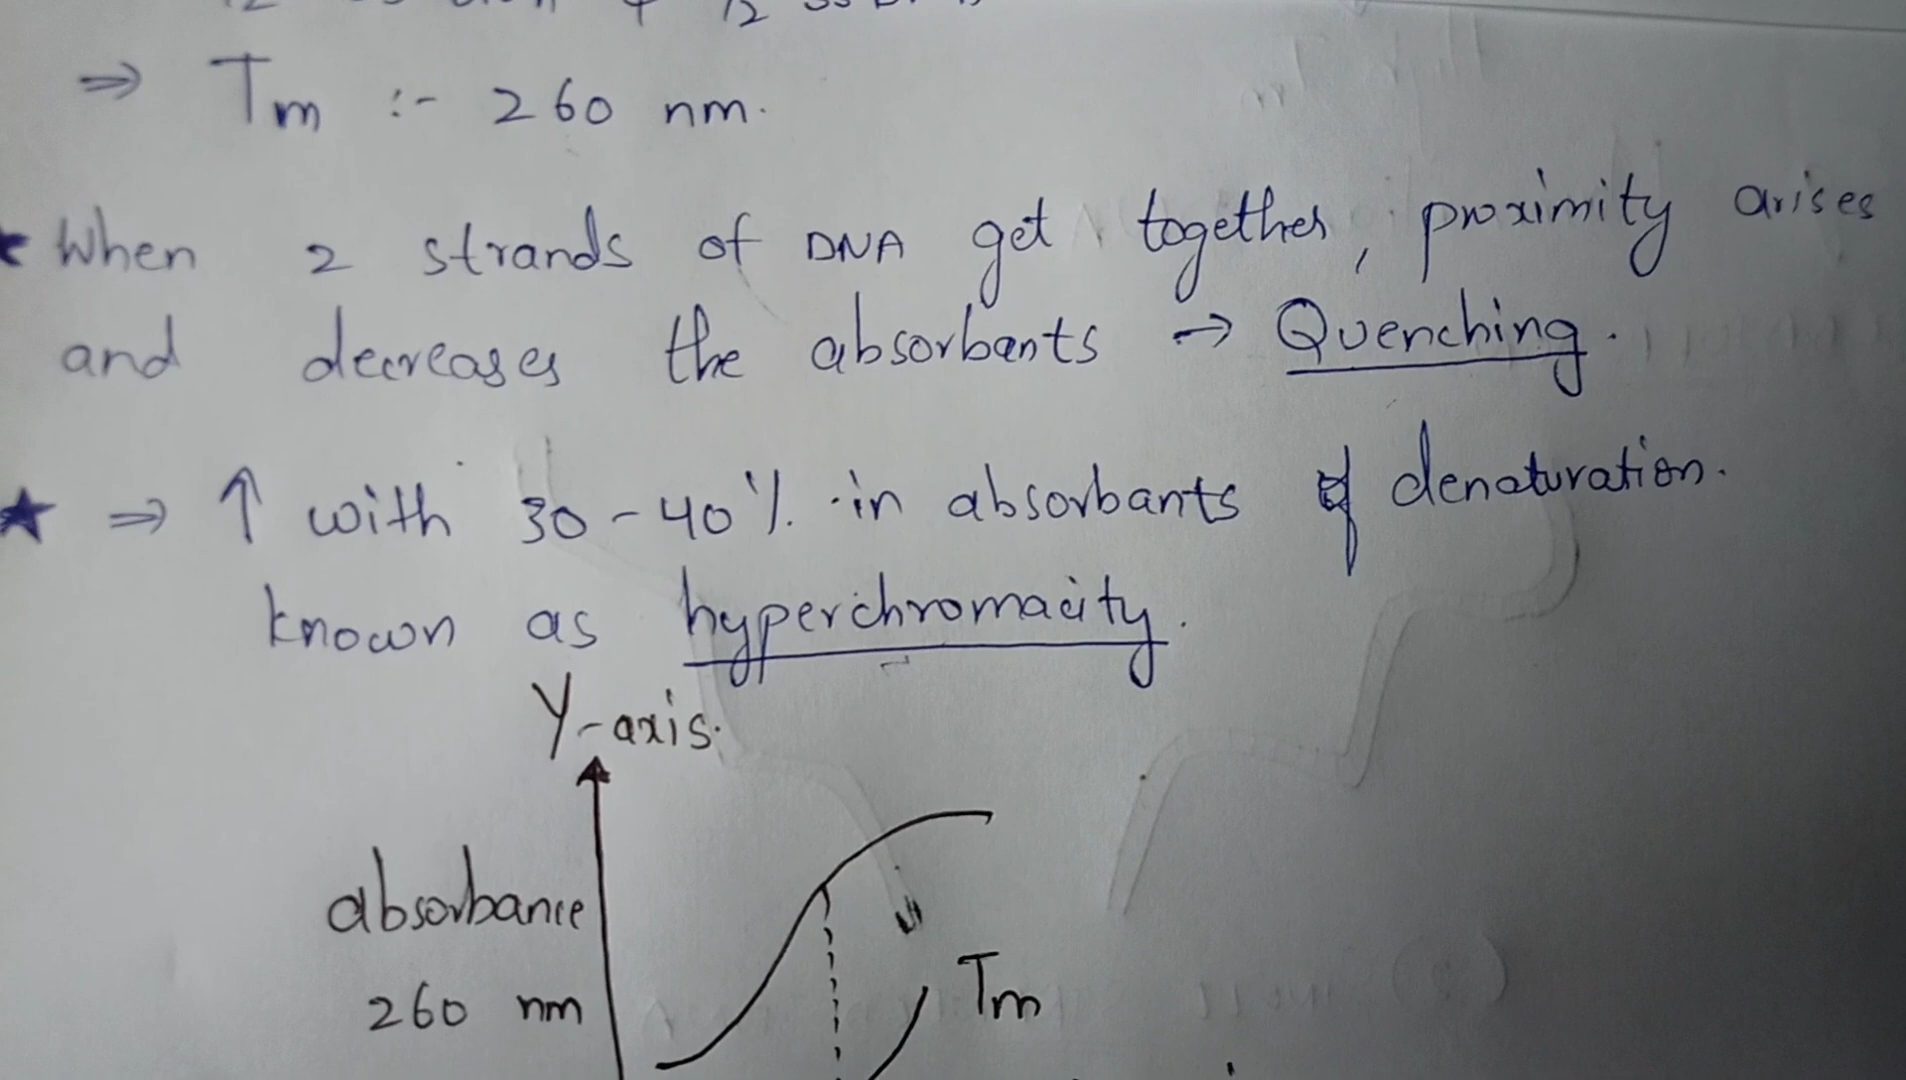 ⇒ Tm :- 260 nm.
★ When 2 strands of DNA get together, proximity arises
and decreases the absorbants → Quenching.
★ ⇒ ↑ with 30-40% in absorbants of denaturation.
known as hyperchromacity.
Y-axis.
absorbance
260 nm
Tm